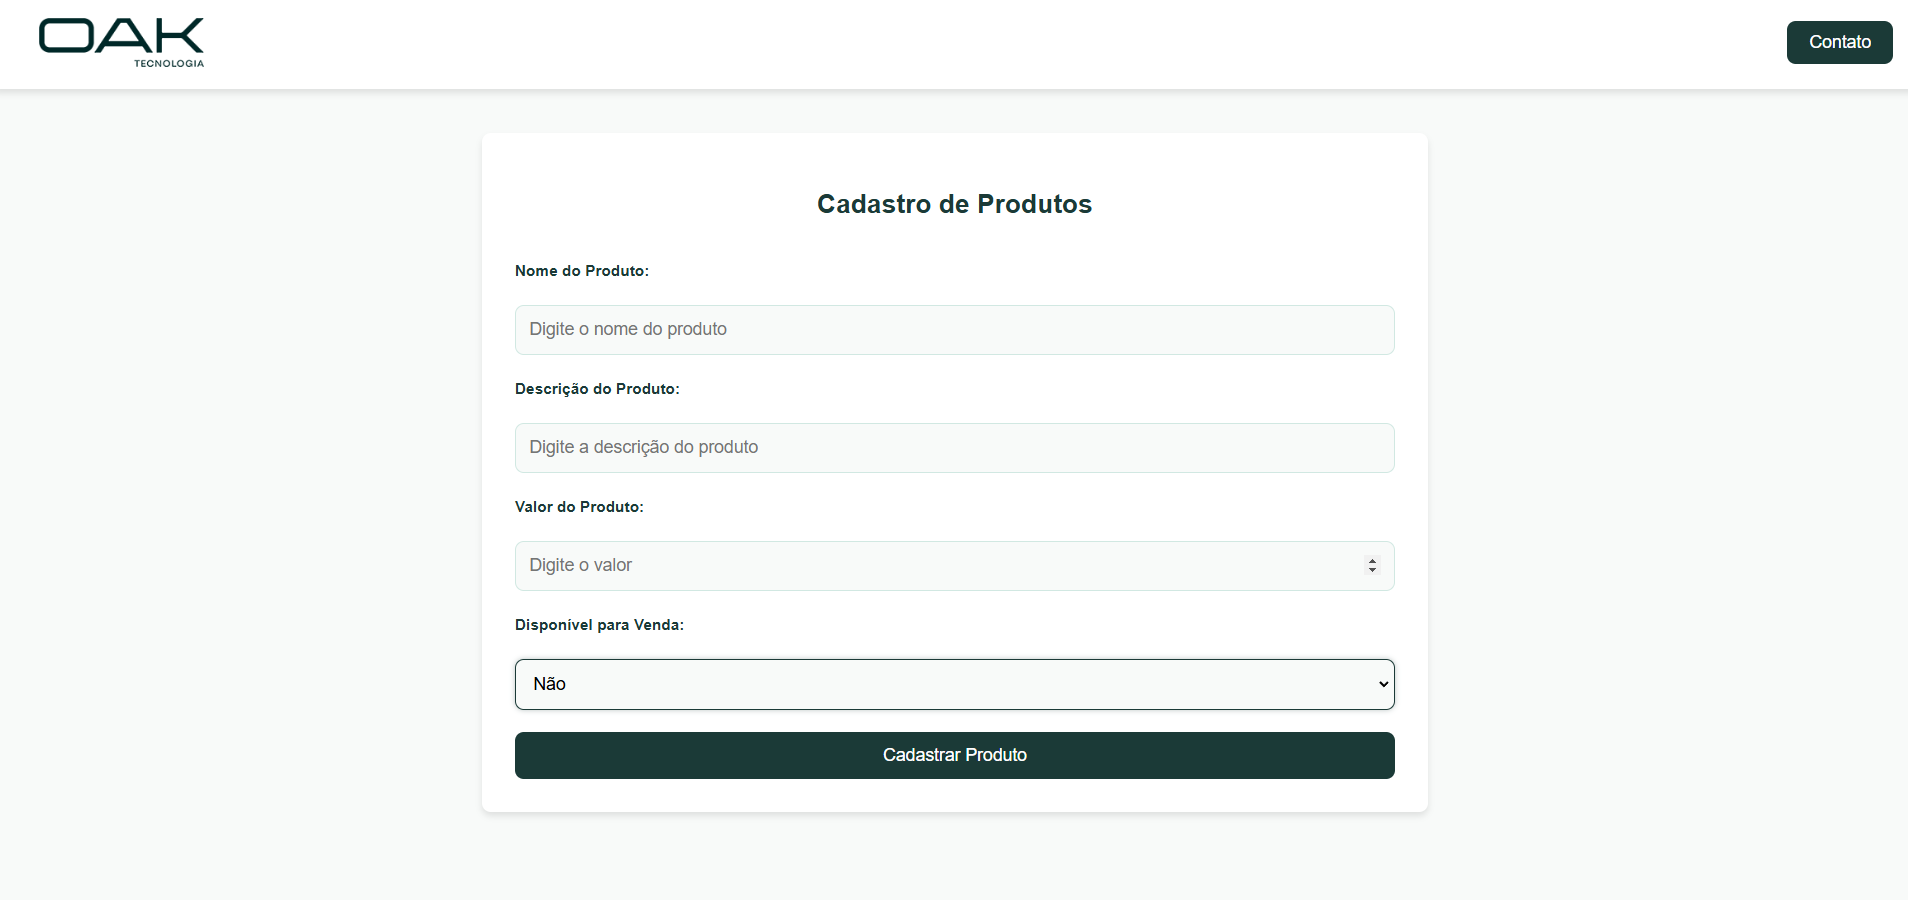 OAK
TECNOLOGIA
Contato
Cadastro de Produtos
Nome do Produto:
Digite o nome do produto
Descrição do Produto:
Digite a descrição do produto
Valor do Produto:
Digite o valor
Disponível para Venda:
Não
Cadastrar Produto